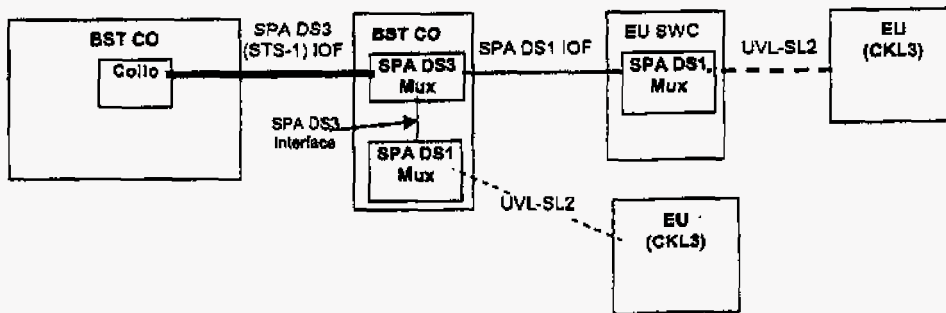 BST CO
Collo
SPA DS3
(STS-1) IOF
BST CO
SPA DS3
Mux
SPA DS3
Interface
SPA DS1
Mux
SPA DS1 IOF
EU SWC
SPA DS1
Mux
UVL-SL2
EU
(CKL3)
UVL-SL2
EU
(CKL3)